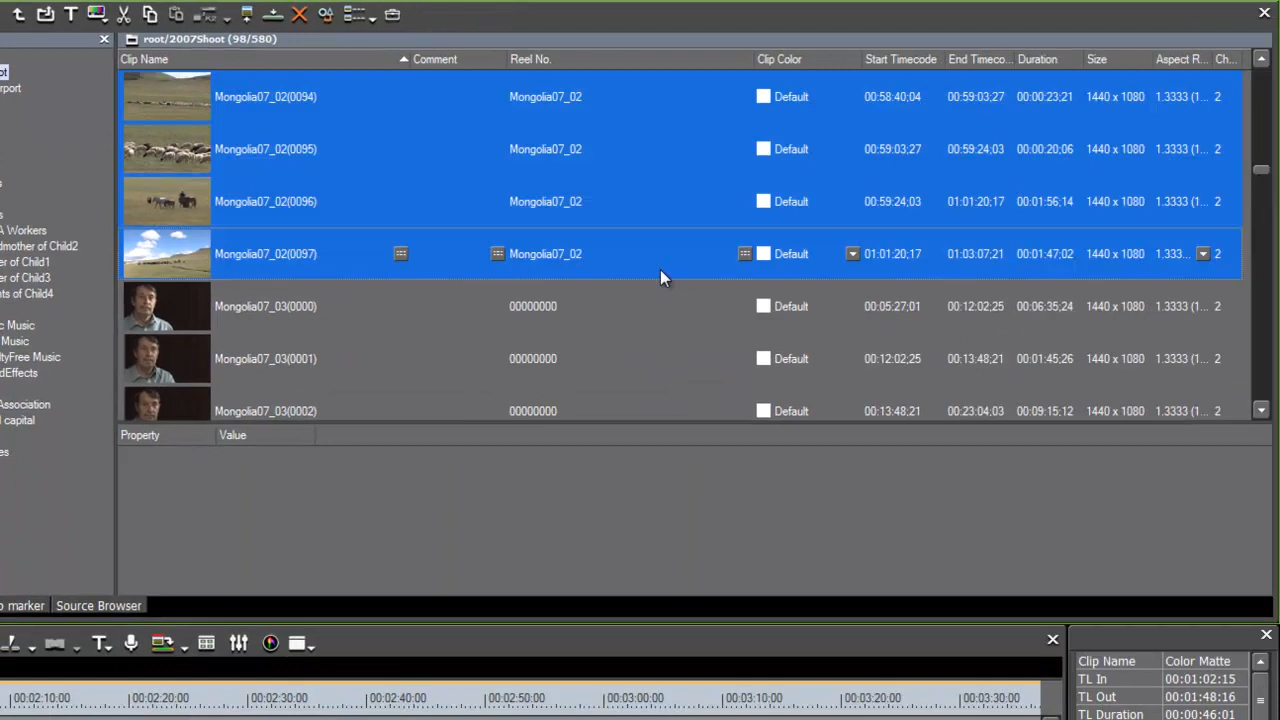 T
root/2007Shoot (98/580)
Clip Name Comment Reel No. Clip Color Start Timecode End Timeco... Duration Size Aspect R... Ch...
Mongolia07_02(0094) Mongolia07_02 Default 00:58:40;04 00:59:03;27 00:00:23;21 1440 x 1080 1.3333 (1... 2
Mongolia07_02(0095) Mongolia07_02 Default 00:59:03;27 00:59:24;03 00:00:20;06 1440 x 1080 1.3333 (1... 2
Mongolia07_02(0096) Mongolia07_02 Default 00:59:24;03 01:01:20;17 00:01:56;14 1440 x 1080 1.3333 (1... 2
Mongolia07_02(0097) Mongolia07_02 Default 01:01:20;17 01:03:07;21 00:01:47;02 1440 x 1080 1.333... 2
Mongolia07_03(0000) 00000000 Default 00:05:27;01 00:12:02;25 00:06:35;24 1440 x 1080 1.3333 (1... 2
Mongolia07_03(0001) 00000000 Default 00:12:02;25 00:13:48;21 00:01:45;26 1440 x 1080 1.3333 (1... 2
Mongolia07_03(0002) 00000000 Default 00:13:48;21 00:23:04;03 00:09:15;12 1440 x 1080 1.3333 (1... 2
ot
port
s
s
A Workers
dmother of Child2
er of Child1
er of Child3
nts of Child4
c Music
Music
ltyFree Music
dEffects
Association
l capital
es
Property Value
o marker Source Browser
T
00:02:10:00 00:02:20:00 00:02:30:00 00:02:40:00 00:02:50:00 00:03:00:00 00:03:10:00 00:03:20:00 00:03:30:00
Clip Name Color Matte
TL In 00:01:02:15
TL Out 00:01:48:16
TL Duration 00:00:46:01